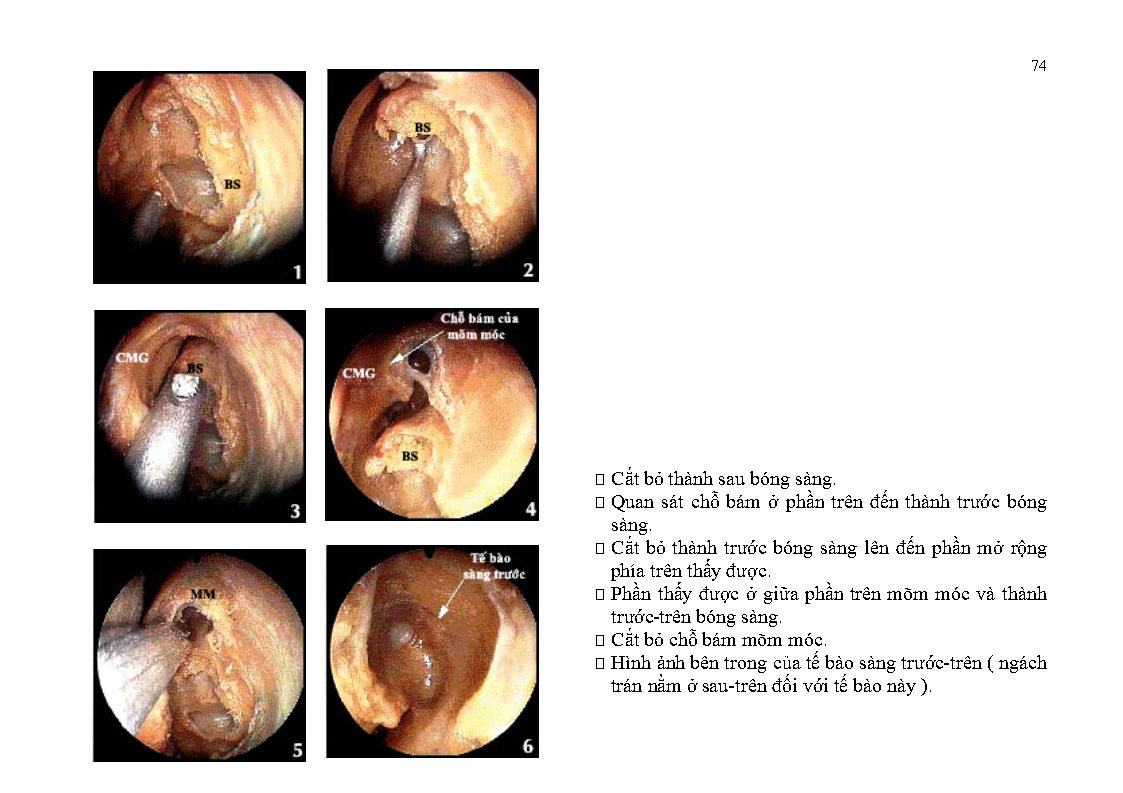 74
BS
1
BS
2
CMG
BS
3
Chỗ bám của
mõm móc
CMG
BS
4
MM
5
Tế bào
sàng trước
6
Cắt bỏ thành sau bóng sàng.
Quan sát chỗ bám ở phần trên đến thành trước bóng
sàng.
Cắt bỏ thành trước bóng sàng lên đến phần mở rộng
phía trên thấy được.
Phần thấy được ở giữa phần trên mõm móc và thành
trước-trên bóng sàng.
Cắt bỏ chỗ bám mõm móc.
Hình ảnh bên trong của tế bào sàng trước-trên ( ngách
trán nằm ở sau-trên đối với tế bào này ).